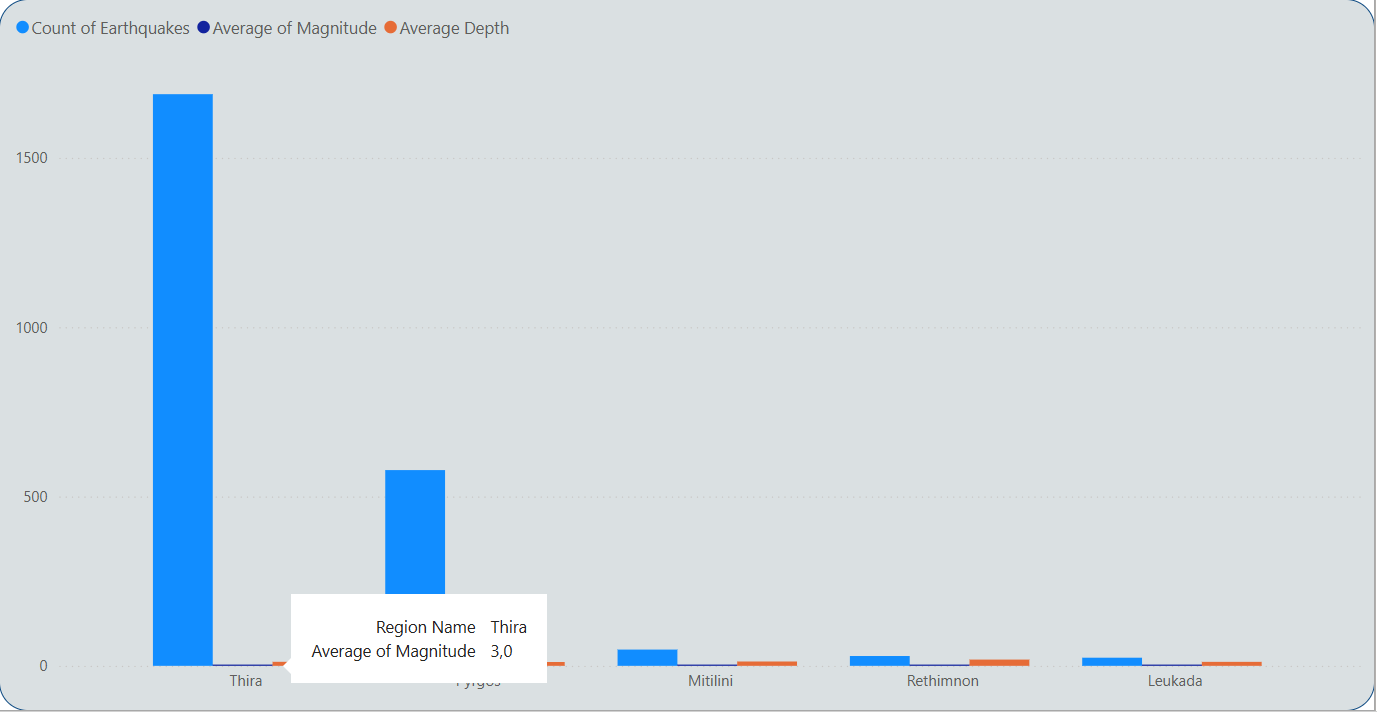 Count of Earthquakes Average of Magnitude Average Depth
1500
1000
500
0
Region Name Thira
Average of Magnitude 3,0
Thira Pyrgos Mitilini Rethimnon Leukada